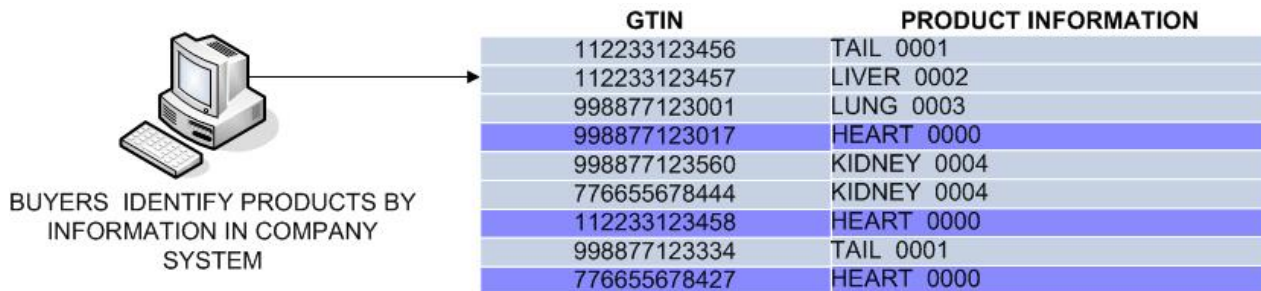 GTIN PRODUCT INFORMATION
112233123456 TAIL 0001
112233123457 LIVER 0002
998877123001 LUNG 0003
998877123017 HEART 0000
998877123560 KIDNEY 0004
776655678444 KIDNEY 0004
112233123458 HEART 0000
998877123334 TAIL 0001
776655678427 HEART 0000
BUYERS IDENTIFY PRODUCTS BY
INFORMATION IN COMPANY
SYSTEM